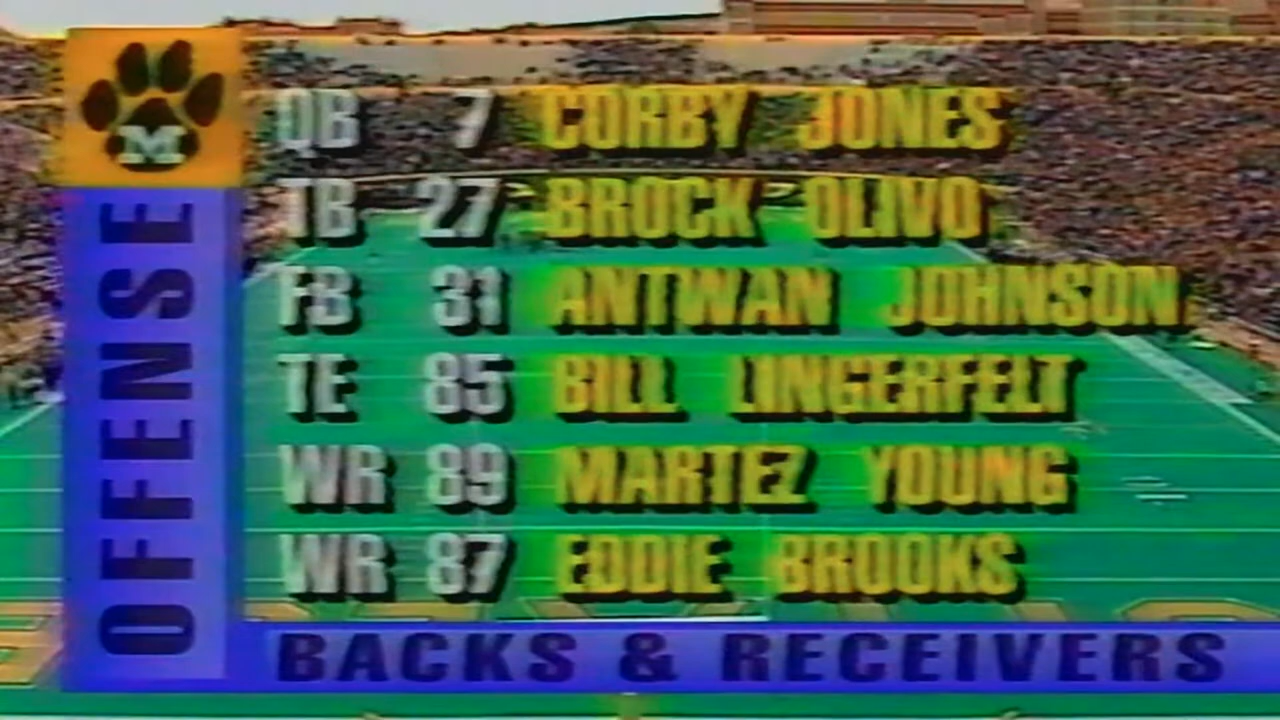 M
QB 7 CORBY JONES
TB 27 BROCK OLIVO
FB 31 ANTWAN JOHNSON
TE 85 BILL LINGERFELT
WR 89 MARTEZ YOUNG
WR 87 EDDIE BROOKS
OFFENSE
BACKS & RECEIVERS